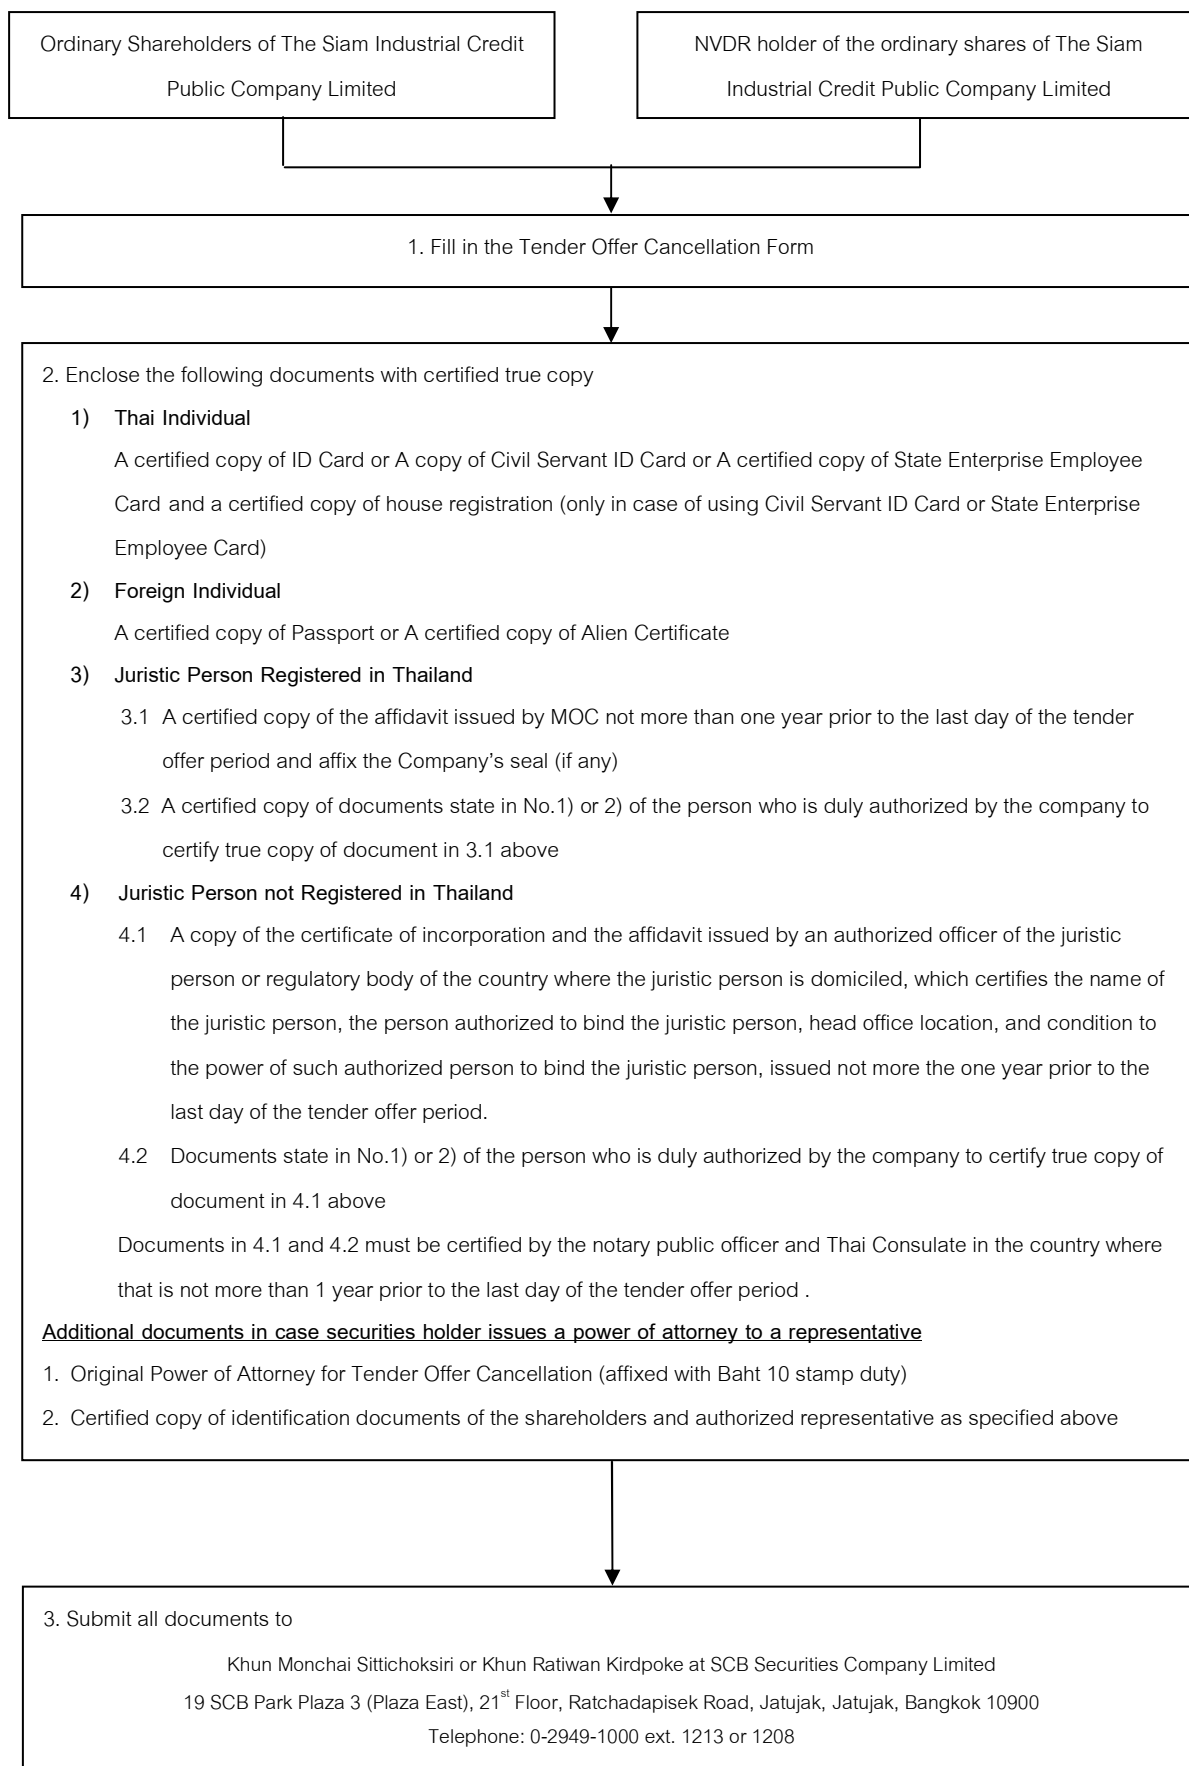 Ordinary Shareholders of The Siam Industrial Credit
Public Company Limited
NVDR holder of the ordinary shares of The Siam
Industrial Credit Public Company Limited
1. Fill in the Tender Offer Cancellation Form
2. Enclose the following documents with certified true copy
1) Thai Individual
A certified copy of ID Card or A copy of Civil Servant ID Card or A certified copy of State Enterprise Employee
Card and a certified copy of house registration (only in case of using Civil Servant ID Card or State Enterprise
Employee Card)
2) Foreign Individual
A certified copy of Passport or A certified copy of Alien Certificate
3) Juristic Person Registered in Thailand
3.1 A certified copy of the affidavit issued by MOC not more than one year prior to the last day of the tender
offer period and affix the Company's seal (if any)
3.2 A certified copy of documents state in No.1) or 2) of the person who is duly authorized by the company to
certify true copy of document in 3.1 above
4) Juristic Person not Registered in Thailand
4.1 A copy of the certificate of incorporation and the affidavit issued by an authorized officer of the juristic
person or regulatory body of the country where the juristic person is domiciled, which certifies the name of
the juristic person, the person authorized to bind the juristic person, head office location, and condition to
the power of such authorized person to bind the juristic person, issued not more the one year prior to the
last day of the tender offer period.
4.2 Documents state in No.1) or 2) of the person who is duly authorized by the company to certify true copy of
document in 4.1 above
Documents in 4.1 and 4.2 must be certified by the notary public officer and Thai Consulate in the country where
that is not more than 1 year prior to the last day of the tender offer period .
Additional documents in case securities holder issues a power of attorney to a representative
1. Original Power of Attorney for Tender Offer Cancellation (affixed with Baht 10 stamp duty)
2. Certified copy of identification documents of the shareholders and authorized representative as specified above
3. Submit all documents to
Khun Monchai Sittichoksiri or Khun Ratiwan Kirdpoke at SCB Securities Company Limited
19 SCB Park Plaza 3 (Plaza East), 21st Floor, Ratchadapisek Road, Jatujak, Jatujak, Bangkok 10900
Telephone: 0-2949-1000 ext. 1213 or 1208